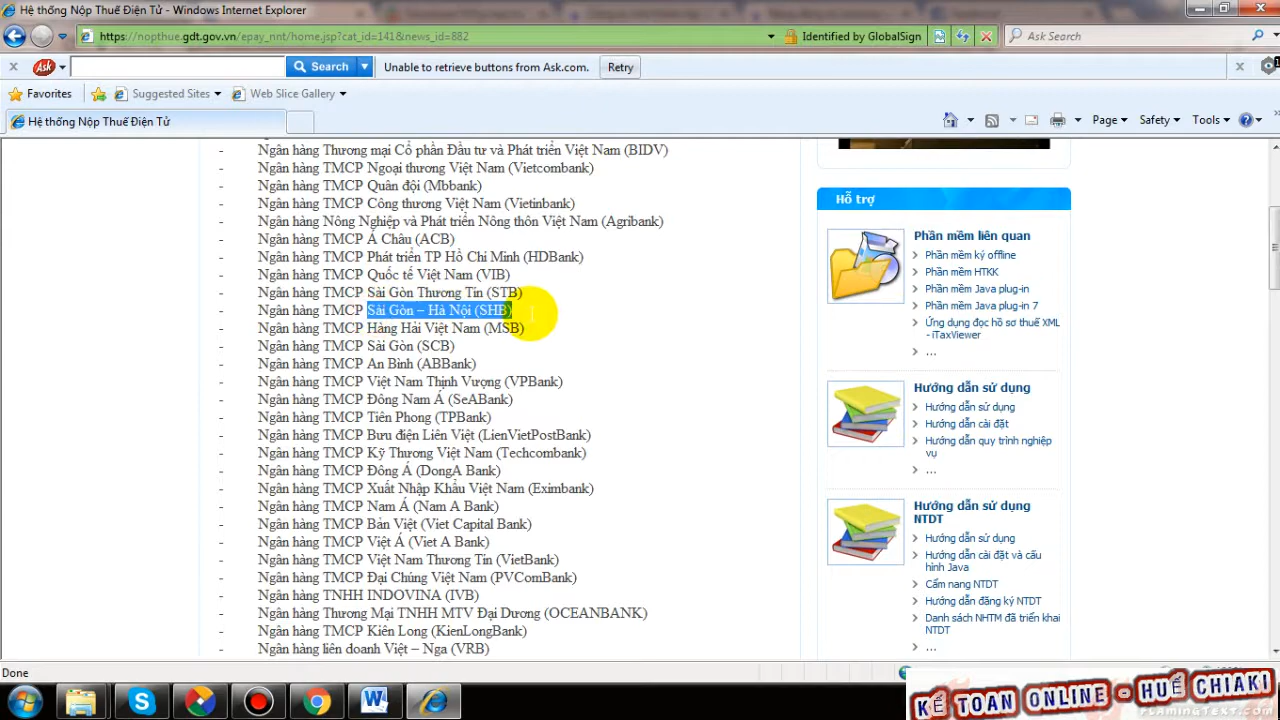 Hệ thống Nộp Thuế Điện Tử - Windows Internet Explorer
https://nopthue.gdt.gov.vn/epay_nnt/home.jsp?cat_id=141&news_id=882
Identified by GlobalSign
Ask Search
Ask
Search
Unable to retrieve buttons from Ask.com.
Retry
Favorites
Suggested Sites
Web Slice Gallery
Hệ thống Nộp Thuế Điện Tử
Page
Safety
Tools
- Ngân hàng Thương mại Cổ phần Đầu tư và Phát triển Việt Nam (BIDV)
- Ngân hàng TMCP Ngoại thương Việt Nam (Vietcombank)
- Ngân hàng TMCP Quân đội (Mbbank)
- Ngân hàng TMCP Công thương Việt Nam (Vietinbank)
- Ngân hàng Nông Nghiệp và Phát triển Nông thôn Việt Nam (Agribank)
- Ngân hàng TMCP Á Châu (ACB)
- Ngân hàng TMCP Phát triển TP Hồ Chí Minh (HDBank)
- Ngân hàng TMCP Quốc tế Việt Nam (VIB)
- Ngân hàng TMCP Sài Gòn Thương Tín (STB)
- Ngân hàng TMCP Sài Gòn – Hà Nội (SHB)
- Ngân hàng TMCP Hàng Hải Việt Nam (MSB)
- Ngân hàng TMCP Sài Gòn (SCB)
- Ngân hàng TMCP An Bình (ABBank)
- Ngân hàng TMCP Việt Nam Thịnh Vượng (VPBank)
- Ngân hàng TMCP Đông Nam Á (SeABank)
- Ngân hàng TMCP Tiên Phong (TPBank)
- Ngân hàng TMCP Bưu điện Liên Việt (LienVietPostBank)
- Ngân hàng TMCP Kỹ Thương Việt Nam (Techcombank)
- Ngân hàng TMCP Đông Á (DongA Bank)
- Ngân hàng TMCP Xuất Nhập Khẩu Việt Nam (Eximbank)
- Ngân hàng TMCP Nam Á (Nam A Bank)
- Ngân hàng TMCP Bản Việt (Viet Capital Bank)
- Ngân hàng TMCP Việt Á (Viet A Bank)
- Ngân hàng TMCP Việt Nam Thương Tín (VietBank)
- Ngân hàng TMCP Đại Chúng Việt Nam (PVComBank)
- Ngân hàng TNHH INDOVINA (IVB)
- Ngân hàng Thương Mại TNHH MTV Đại Dương (OCEANBANK)
- Ngân hàng TMCP Kiên Long (KienLongBank)
- Ngân hàng liên doanh Việt – Nga (VRB)
Hỗ trợ
Phần mềm liên quan
Phần mềm ký offline
Phần mềm HTKK
Phần mềm Java plug-in
Phần mềm Java plug-in 7
Ứng dụng đọc hồ sơ thuế XML
- iTaxViewer
...
Hướng dẫn sử dụng
Hướng dẫn sử dụng
Hướng dẫn cài đặt
Hướng dẫn quy trình nghiệp
vụ
...
Hướng dẫn sử dụng
NTDT
Hướng dẫn sử dụng
Hướng dẫn cài đặt và cấu
hình Java
Cẩm nang NTDT
Hướng dẫn đăng ký NTDT
Danh sách NHTM đã triển khai
NTDT
...
Done
KẾ TOAN ONLINE - HUẾ CHIAKI
FLAMINGTEXT.COM